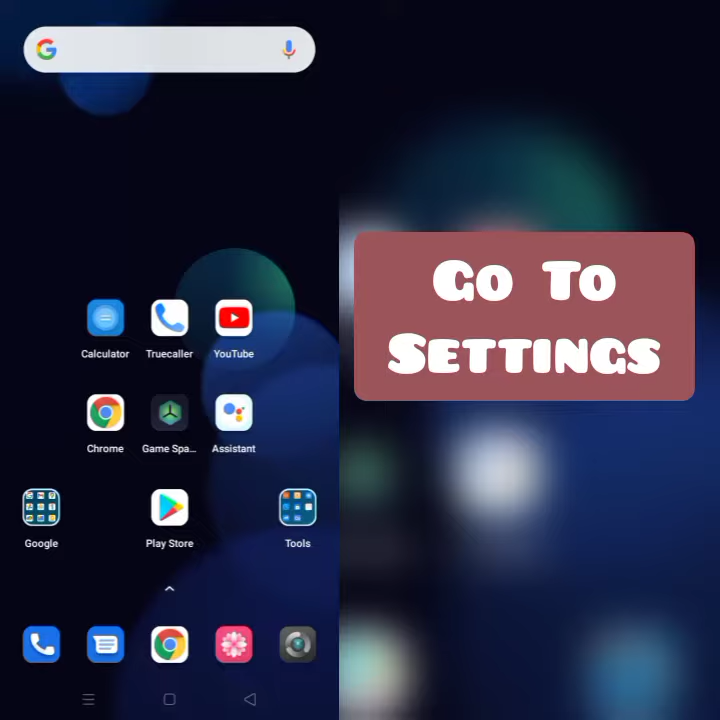 Calculator
Truecaller
YouTube
Chrome
Game Spa...
Assistant
Google
Play Store
Tools
Go To
Settings